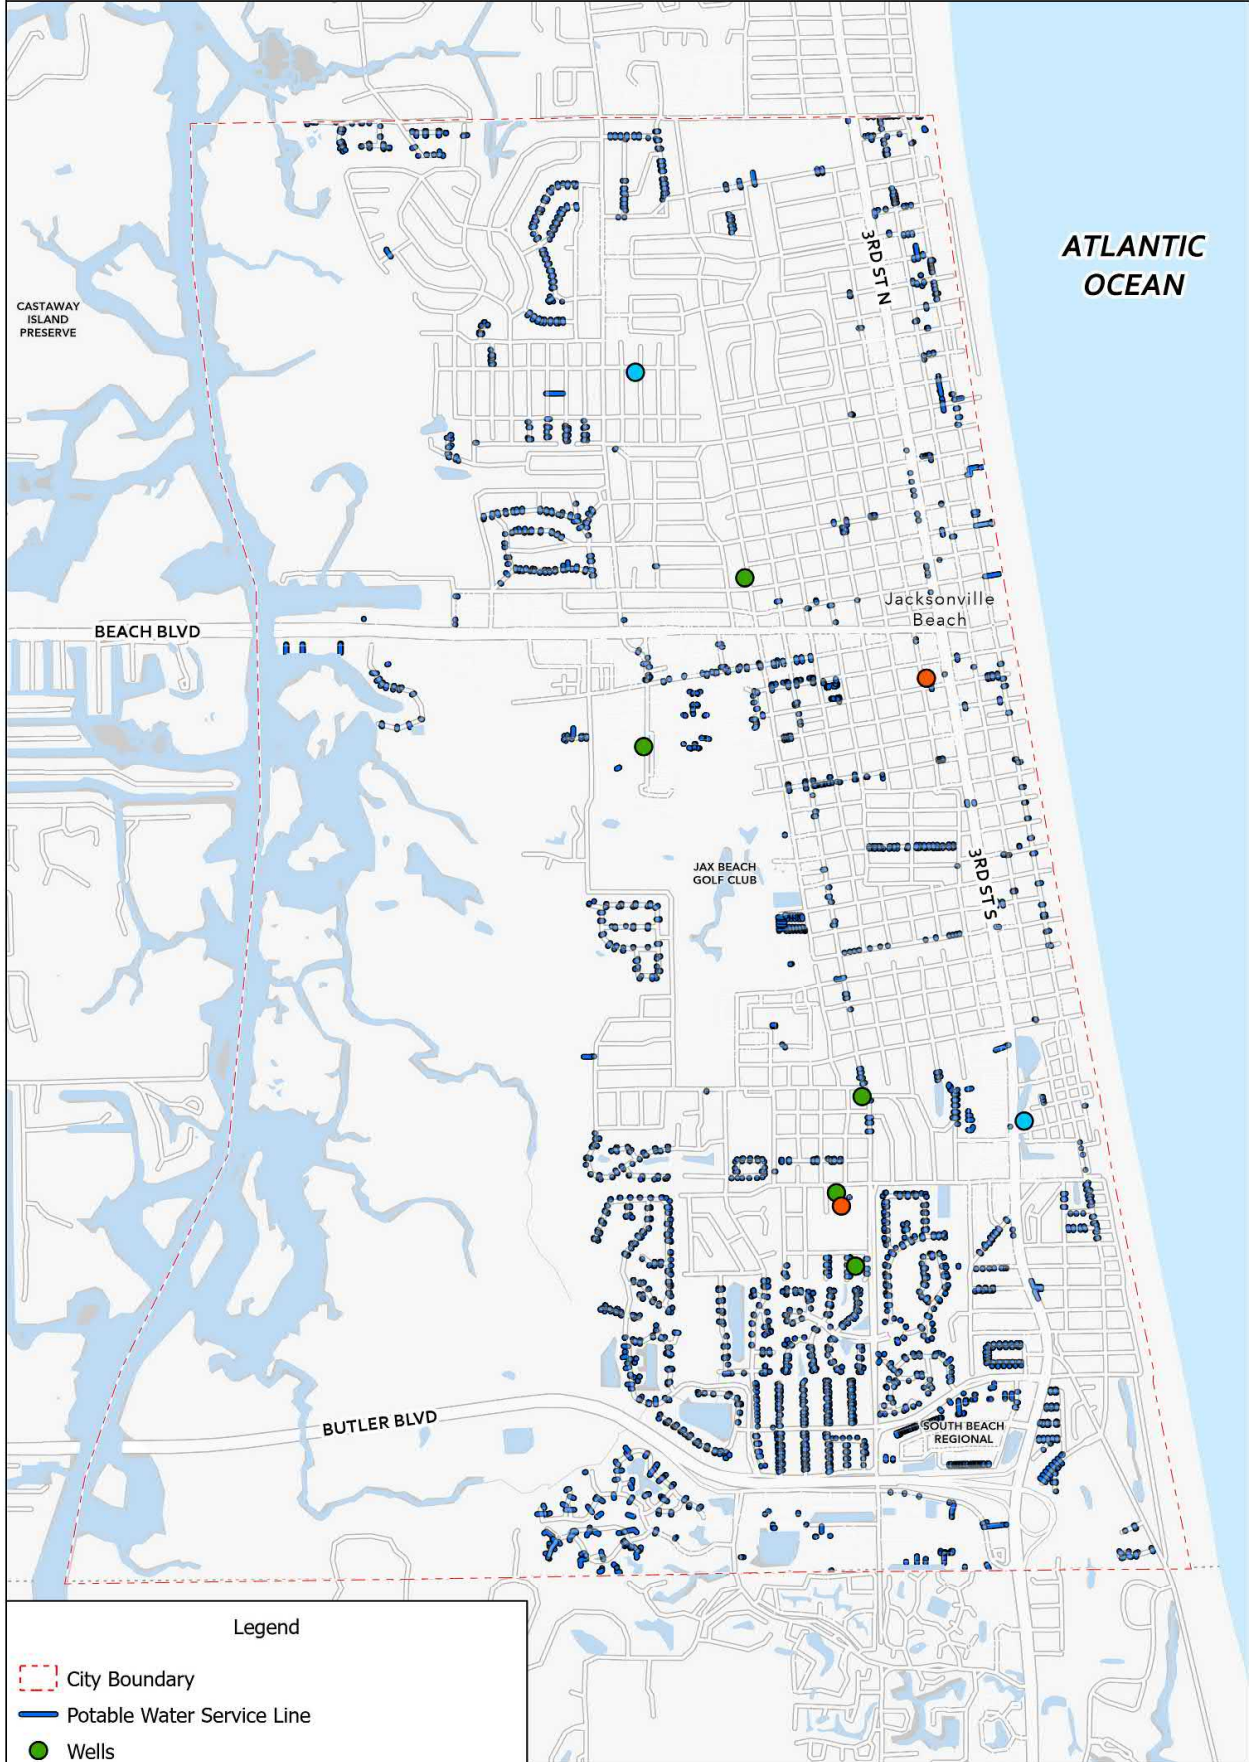 ATLANTIC
OCEAN
3RD ST N
CASTAWAY
ISLAND
PRESERVE
Jacksonville
Beach
BEACH BLVD
JAX BEACH
GOLF CLUB
3RD ST S
BUTLER BLVD
SOUTH BEACH
REGIONAL
Legend
City Boundary
Potable Water Service Line
Wells